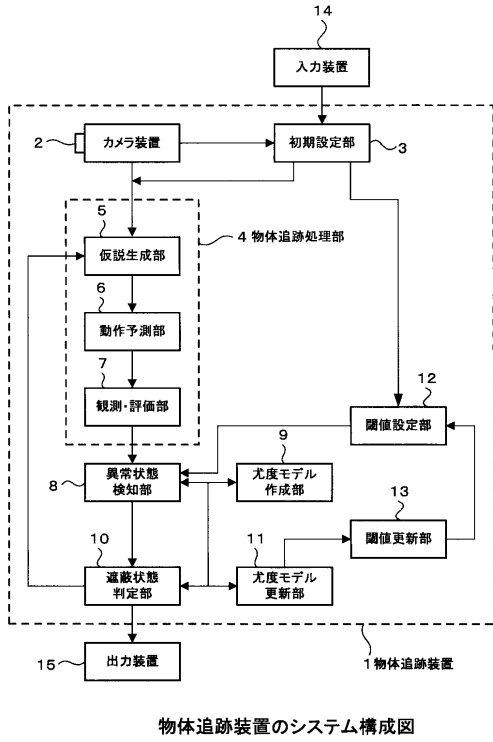 14
入力装置
2
カメラ装置
初期設定部
3
5
4 物体追跡処理部
仮説生成部
6
動作予測部
7
観測・評価部
12
閾値設定部
9
8
異常状態
検知部
尤度モデル
作成部
13
閾値更新部
10
遮蔽状態
判定部
11
尤度モデル
更新部
1 物体追跡装置
15
出力装置
物体追跡装置のシステム構成図